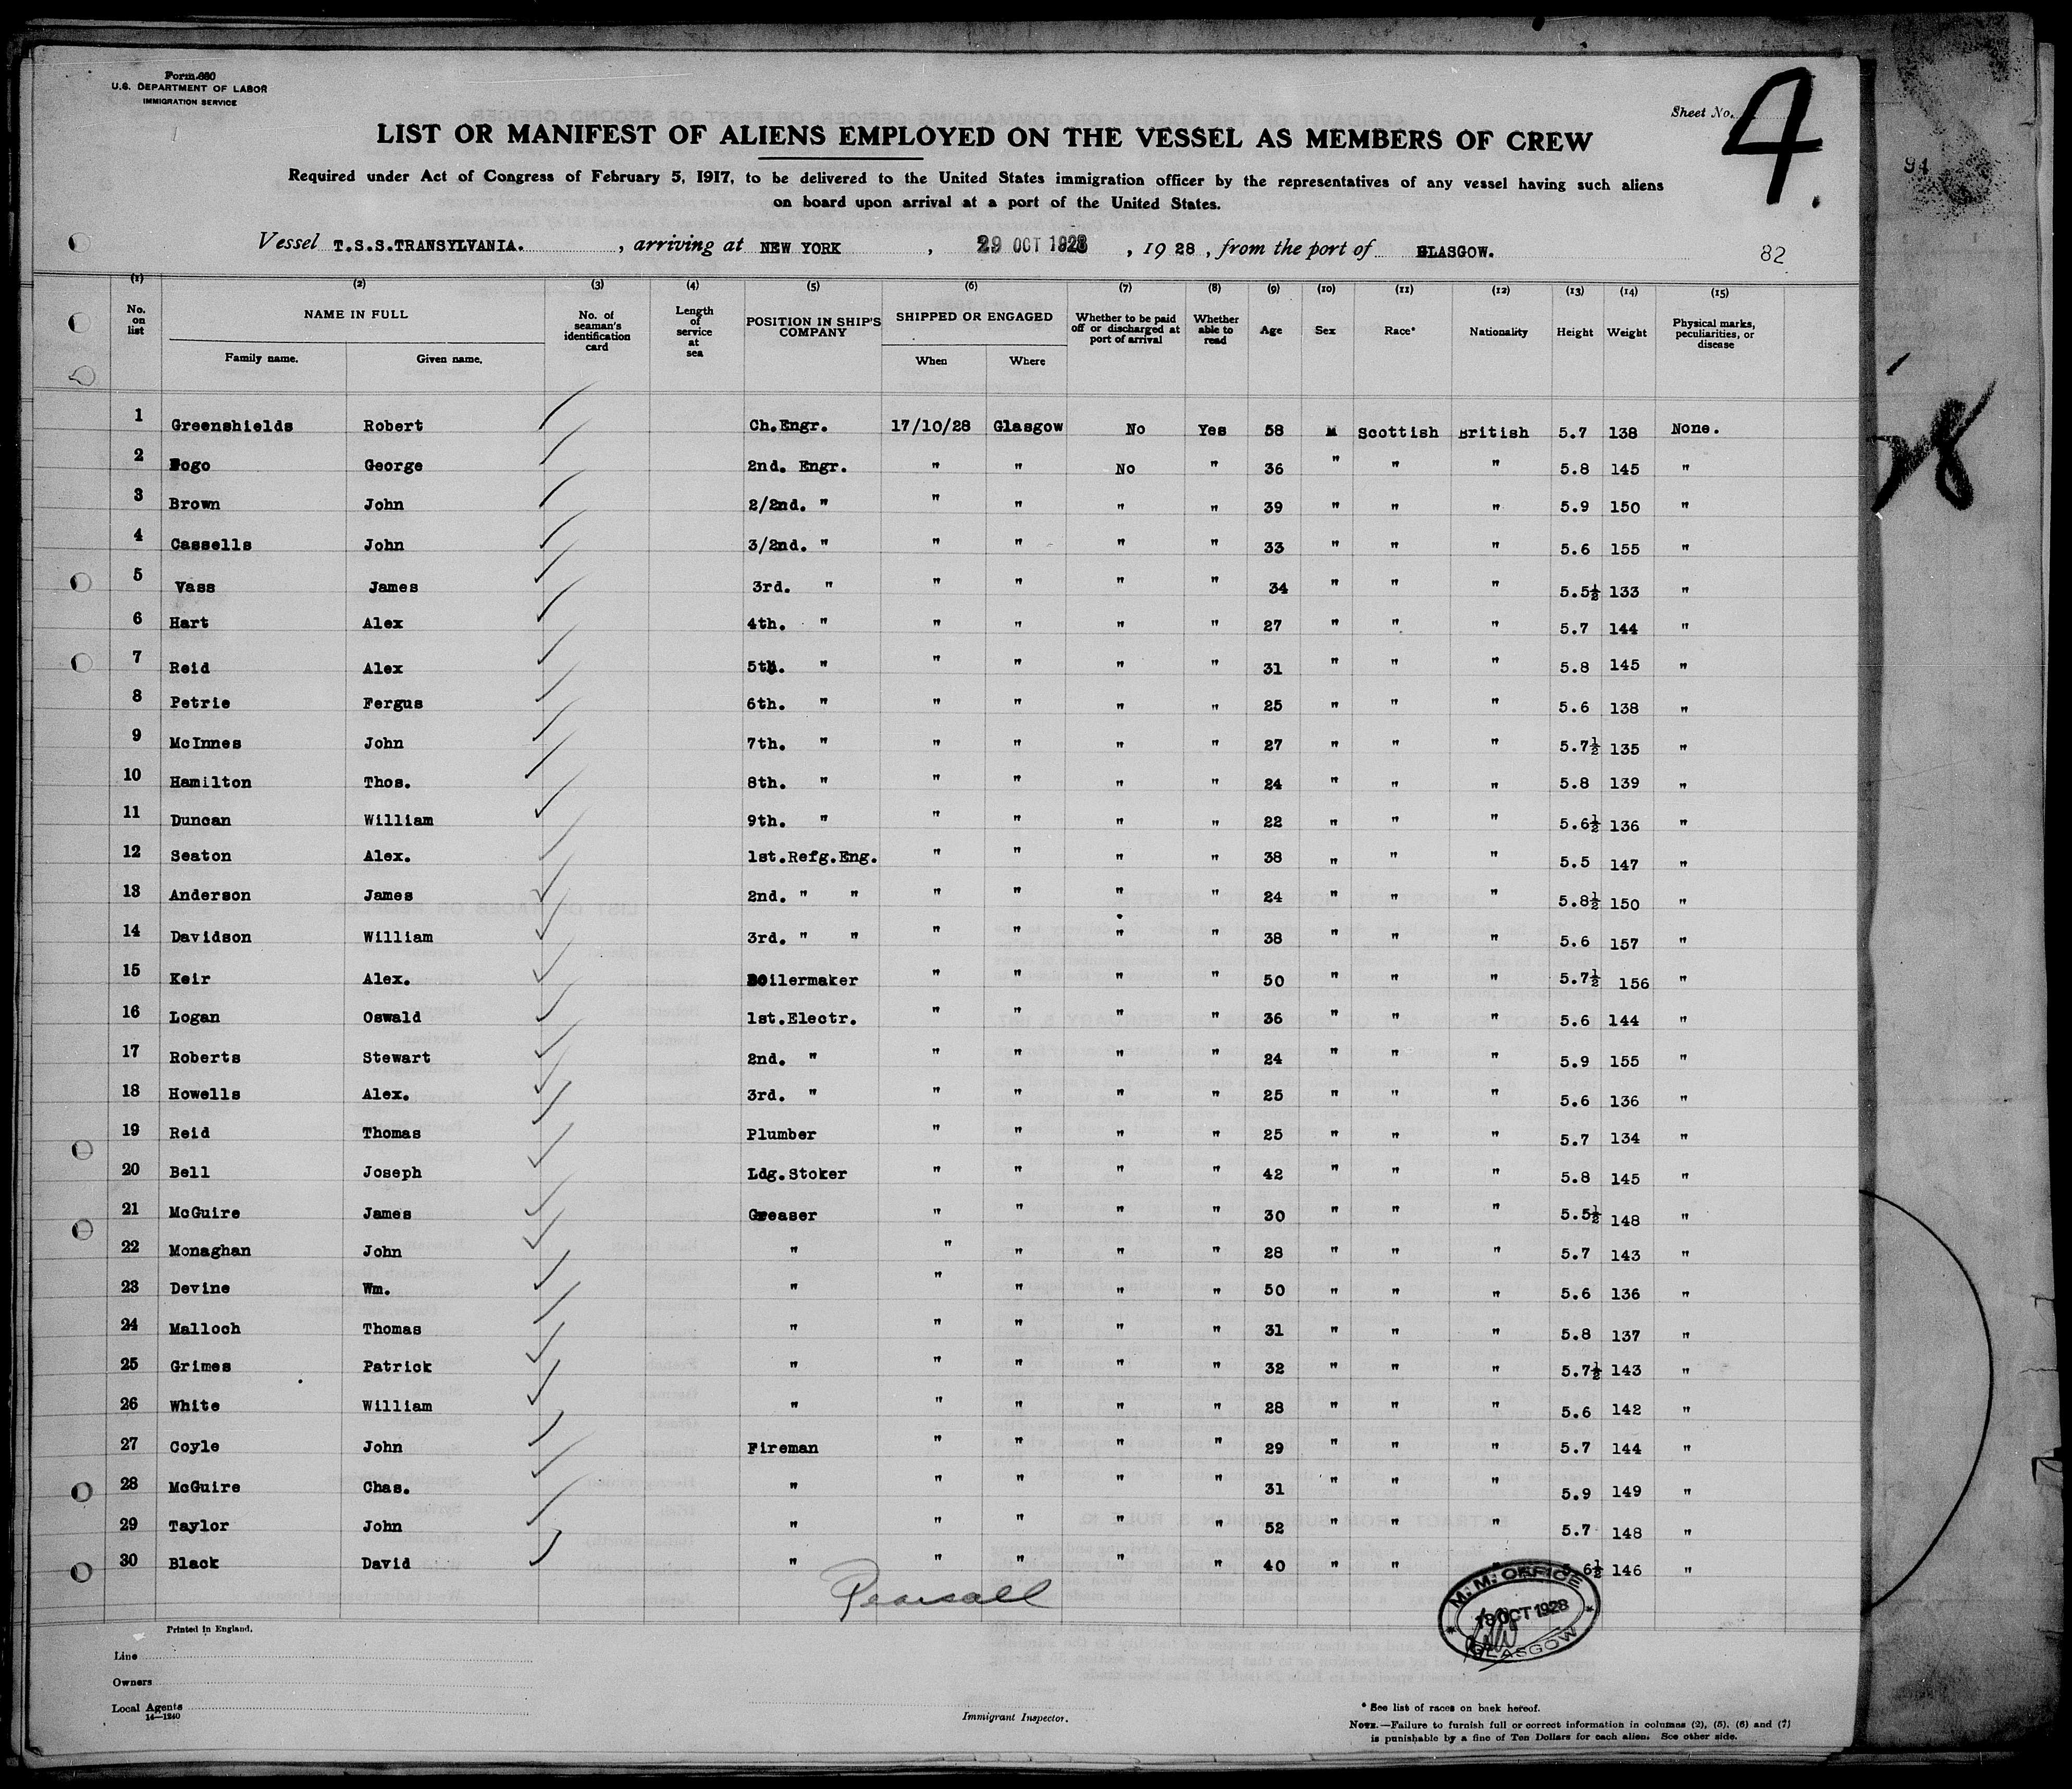 Form 680
U.S. DEPARTMENT OF LABOR
IMMIGRATION SERVICE
Sheet No. 4.
LIST OR MANIFEST OF ALIENS EMPLOYED ON THE VESSEL AS MEMBERS OF CREW
Required under Act of Congress of February 5, 1917, to be delivered to the United States immigration officer by the representatives of any vessel having such aliens
on board upon arrival at a port of the United States.
Vessel T.S.S.TRANSYLVANIA. , arriving at NEW YORK , 29 OCT 1928 , 19 28 , from the port of GLASGOW.
82
(1) (2) (3) (4) (5) (6) (7) (8) (9) (10) (11) (12) (13) (14) (15)
No. on list NAME IN FULL Family name. Given name. No. of seaman's identification card Length of service at sea POSITION IN SHIP'S COMPANY SHIPPED OR ENGAGED When Where Whether to be paid off or discharged at port of arrival Whether able to read Age Sex Race* Nationality Height Weight Physical marks, peculiarities, or disease
1 Greenshields Robert Ch.Engr. 17/10/28 Glasgow No Yes 58 M Scottish British 5.7 138 None.
2 Pogo George 2nd. Engr. " " No " 36 " " " 5.8 145 "
3 Brown John 2/2nd. " " " " " 39 " " " 5.9 150 "
4 Cassells John 3/2nd. " " " " " 33 " " " 5.6 155 "
5 Vass James 3rd. " " " " " 34 " " " 5.5½ 133 "
6 Hart Alex 4th. " " " " " 27 " " " 5.7 144 "
7 Reid Alex 5th. " " " " " 31 " " " 5.8 145 "
8 Petrie Fergus 6th. " " " " " 25 " " " 5.6 138 "
9 McInnes John 7th. " " " " " 27 " " " 5.7½ 135 "
10 Hamilton Thos. 8th. " " " " " 24 " " " 5.8 139 "
11 Duncan William 9th. " " " " " 22 " " " 5.6½ 136 "
12 Seaton Alex. 1st.Refg.Eng. " " " " 38 " " " 5.5 147 "
13 Anderson James 2nd. " " " " " " 24 " " " 5.8½ 150 "
14 Davidson William 3rd. " " " " " " 38 " " " 5.6 157 "
15 Keir Alex. Boilermaker " " " " 50 " " " 5.7½ 156 "
16 Logan Oswald 1st.Electr. " " " " 36 " " " 5.6 144 "
17 Roberts Stewart 2nd. " " " " " 24 " " " 5.9 155 "
18 Howells Alex. 3rd. " " " " " 25 " " " 5.6 136 "
19 Reid Thomas Plumber " " " " 25 " " " 5.7 134 "
20 Bell Joseph Ldg.Stoker " " " " 42 " " " 5.8 145 "
21 McGuire James Greaser " " " " 30 " " " 5.5½ 148 "
22 Monaghan John " " " " " 28 " " " 5.7 143 "
23 Devine Wm. " " " " " 50 " " " 5.6 136 "
24 Malloch Thomas " " " " " 31 " " " 5.8 137 "
25 Grimes Patrick " " " " " 32 " " " 5.7½ 143 "
26 White William " " " " " 28 " " " 5.6 142 "
27 Coyle John Fireman " " " " 29 " " " 5.7 144 "
28 McGuire Chas. " " " " " 31 " " " 5.9 149 "
29 Taylor John " " " " " 52 " " " 5.7 148 "
30 Black David " " " " " 40 " " " 6½ 146 "
Pearsall
M.M. OFFICE
18 OCT 1928
GLASGOW
Printed in England.
Line
Owners
Local Agents
14—1240
Immigrant Inspector.
* See list of races on back hereof.
NOTE.—Failure to furnish full or correct information in columns (2), (5), (6) and (7)
is punishable by a fine of Ten Dollars for each alien. See other side.